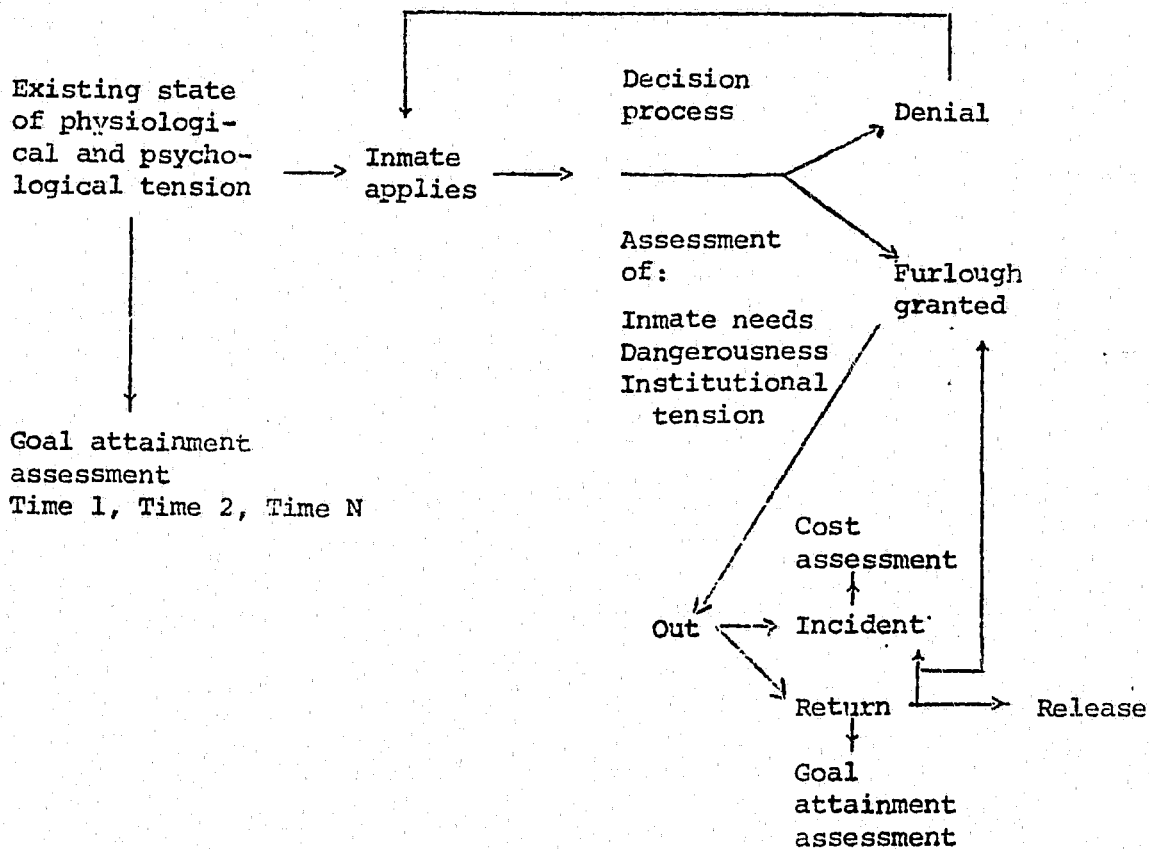 Existing state
of physiologi-
cal and psycho-
logical tension
Inmate
applies
Decision
process
Denial
Assessment
of:
Inmate needs
Dangerousness
Institutional
tension
Furlough
granted
Goal attainment
assessment
Time 1, Time 2, Time N
Cost
assessment
Out
Incident
Return
Release
Goal
attainment
assessment